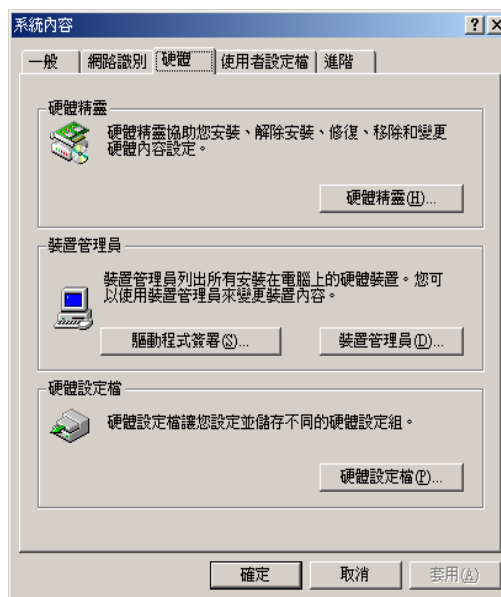 系統內容
一般 網路識別 硬體 使用者設定檔 進階
硬體精靈
硬體精靈協助您安裝、解除安裝、修復、移除和變更
硬體內容設定。
硬體精靈(H)...
裝置管理員
裝置管理員列出所有安裝在電腦上的硬體裝置。您可
以使用裝置管理員來變更裝置內容。
驅動程式簽署(S)... 裝置管理員(D)...
硬體設定檔
硬體設定檔讓您設定並儲存不同的硬體設定組。
硬體設定檔(P)...
確定 取消 套用(A)